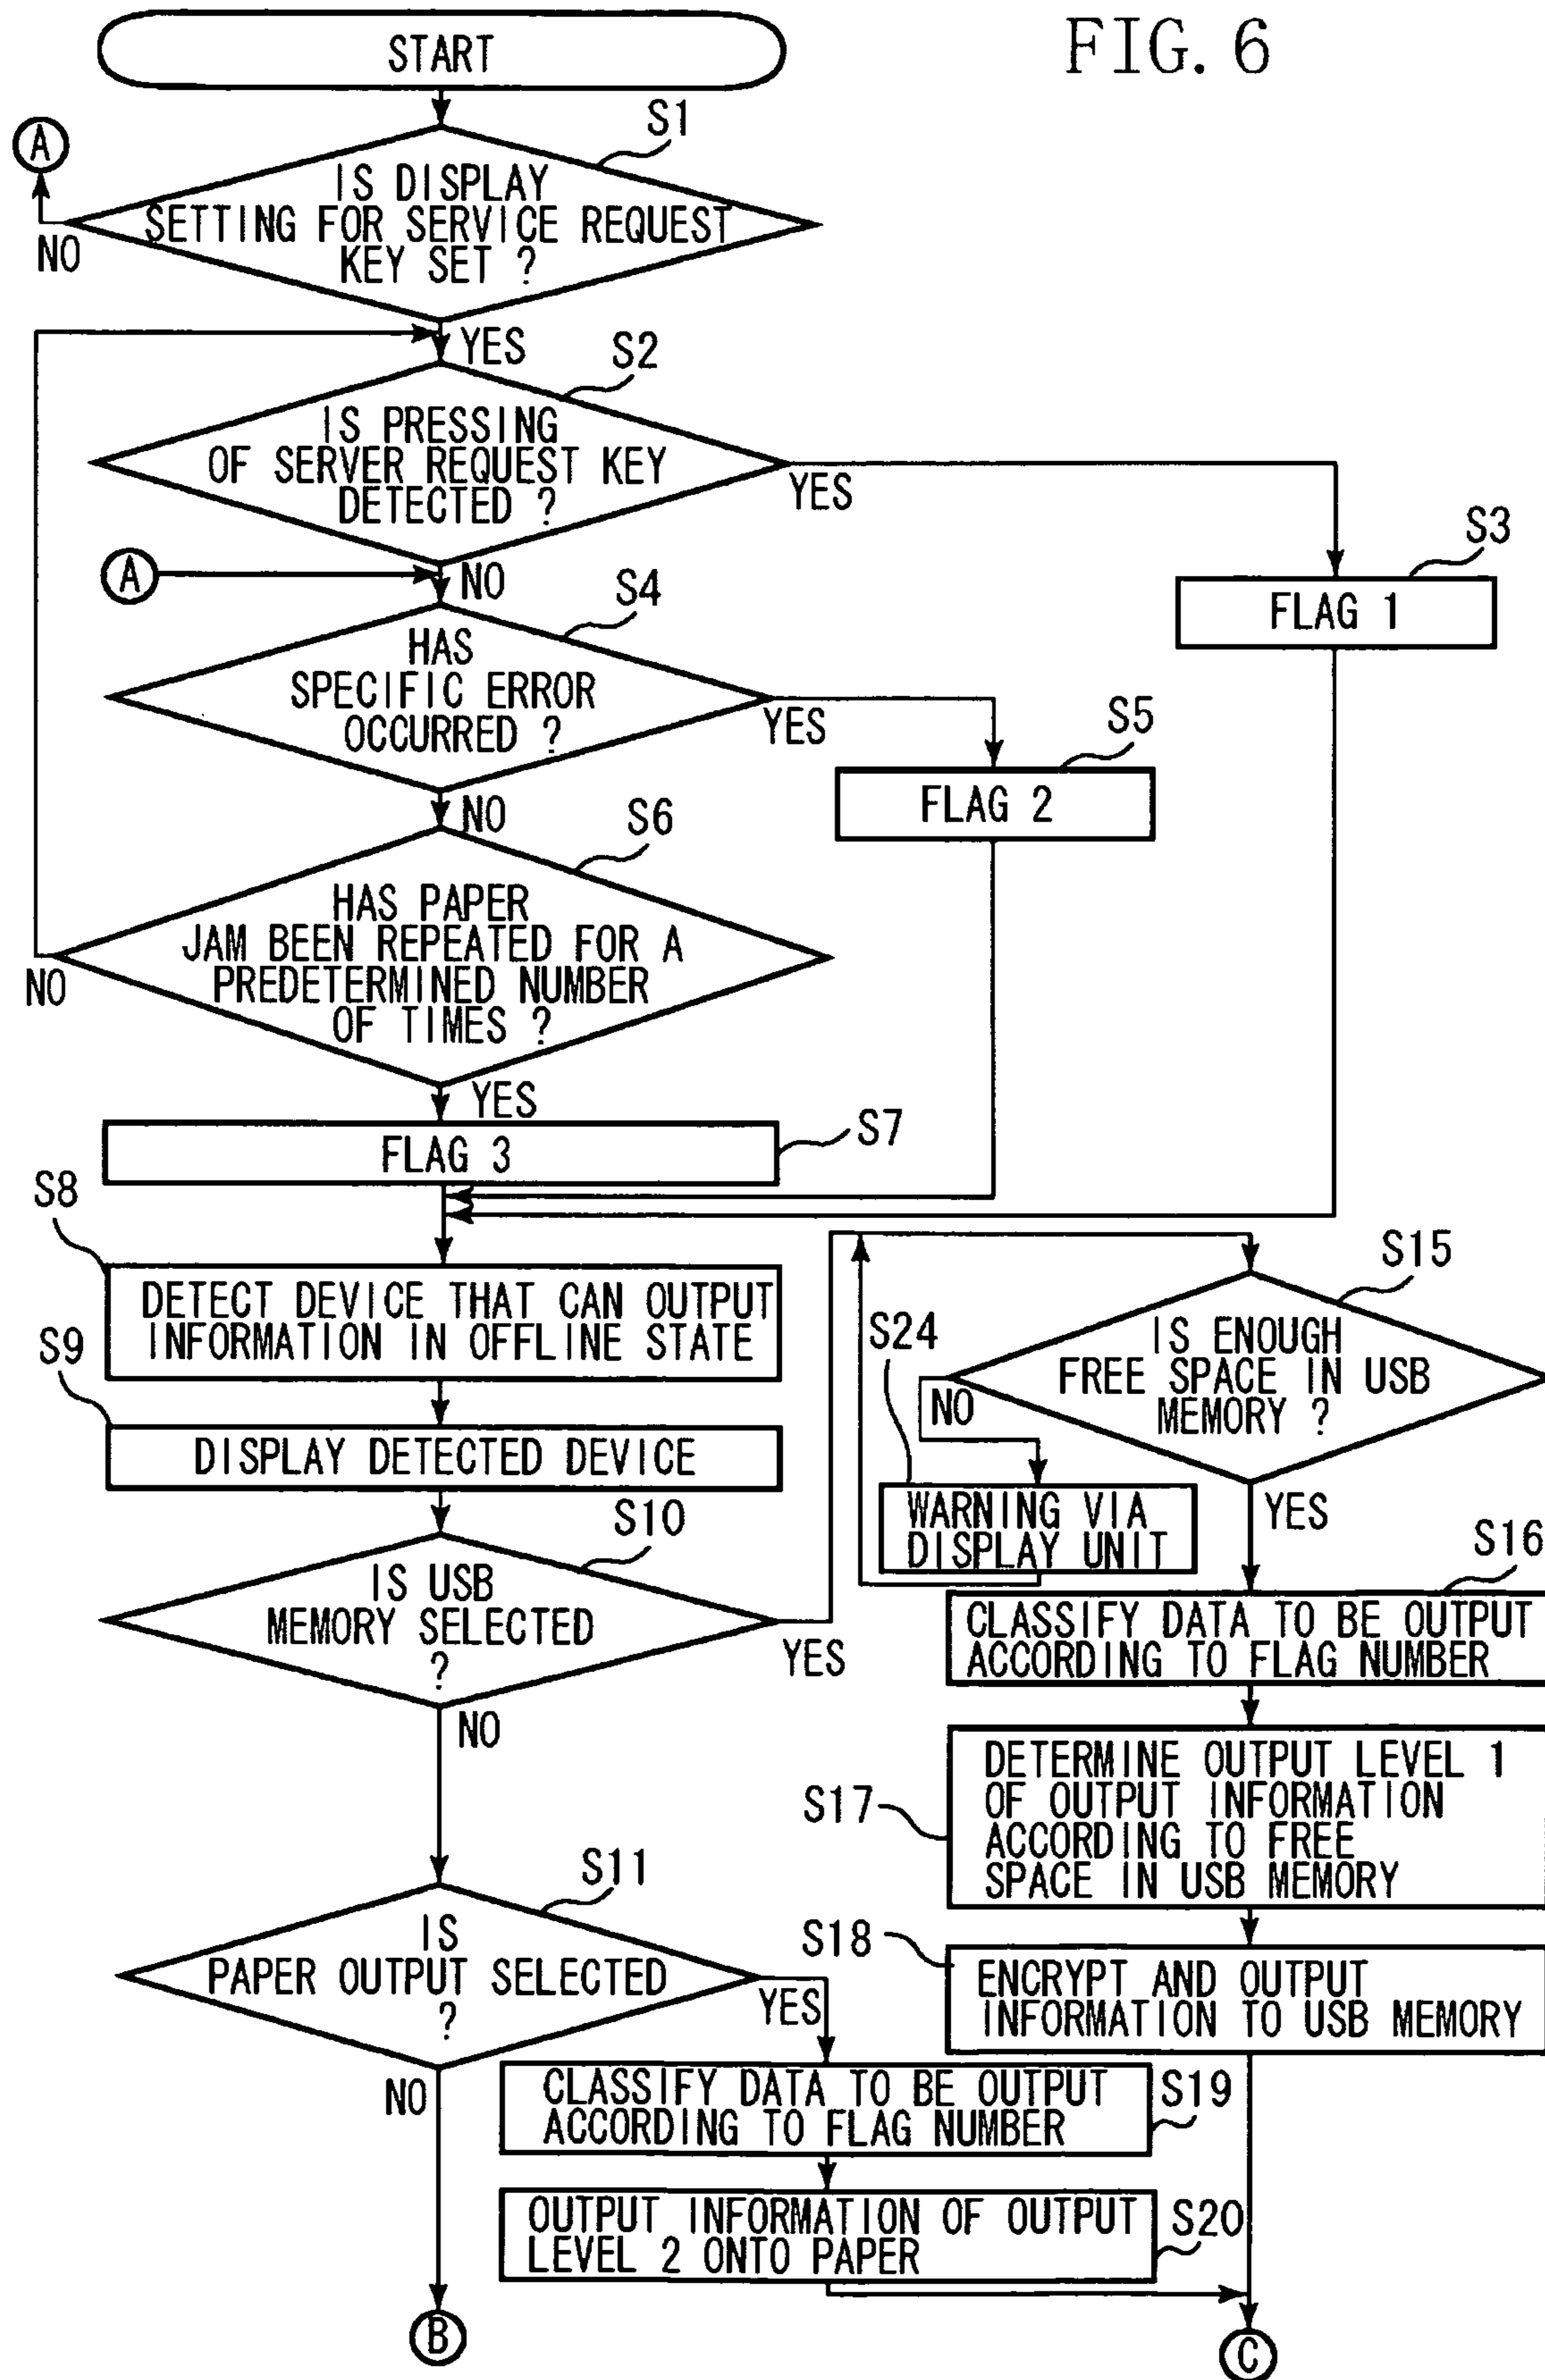 FIG. 6
START
S1
A
IS DISPLAY
SETTING FOR SERVICE REQUEST
KEY SET ?
NO
YES
S2
IS PRESSING
OF SERVER REQUEST KEY
DETECTED ?
YES
S3
A
NO
FLAG 1
S4
HAS
SPECIFIC ERROR
OCCURRED ?
YES
S5
FLAG 2
NO
S6
HAS PAPER
JAM BEEN REPEATED FOR A
PREDETERMINED NUMBER
OF TIMES ?
NO
YES
S7
FLAG 3
S8
DETECT DEVICE THAT CAN OUTPUT
INFORMATION IN OFFLINE STATE
S9
DISPLAY DETECTED DEVICE
S10
IS USB
MEMORY SELECTED
?
YES
NO
S15
IS ENOUGH
FREE SPACE IN USB
MEMORY ?
S24
NO
WARNING VIA
DISPLAY UNIT
YES
S16
CLASSIFY DATA TO BE OUTPUT
ACCORDING TO FLAG NUMBER
S17
DETERMINE OUTPUT LEVEL 1
OF OUTPUT INFORMATION
ACCORDING TO FREE
SPACE IN USB MEMORY
S18
ENCRYPT AND OUTPUT
INFORMATION TO USB MEMORY
S11
IS
PAPER OUTPUT SELECTED
?
YES
NO
CLASSIFY DATA TO BE OUTPUT
ACCORDING TO FLAG NUMBER
S19
OUTPUT INFORMATION OF OUTPUT
LEVEL 2 ONTO PAPER
S20
B
C